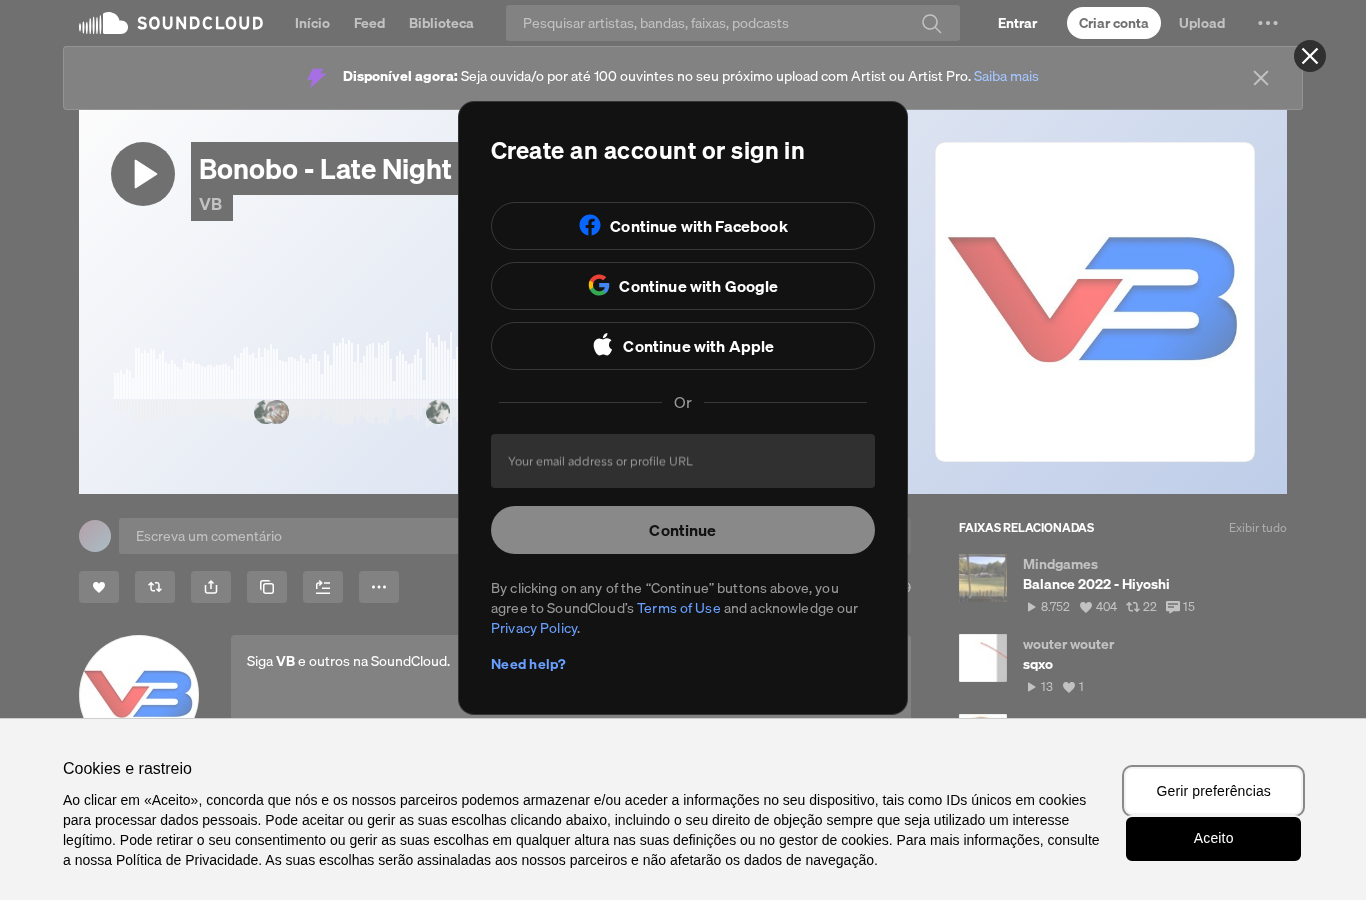 SOUNDCLOUD
Início
Feed
Biblioteca
Pesquisar artistas, bandas, faixas, podcasts
Entrar
Criar conta
Upload
Disponível agora: Seja ouvida/o por até 100 ouvintes no seu próximo upload com Artist ou Artist Pro. Saiba mais
Bonobo - Late Night
VB
VB
Create an account or sign in
Continue with Facebook
Continue with Google
Continue with Apple
Or
Your email address or profile URL
Continue
By clicking on any of the “Continue” buttons above, you
agree to SoundCloud’s Terms of Use and acknowledge our
Privacy Policy.
Need help?
Escreva um comentário
VB
Siga VB e outros na SoundCloud.
FAIXAS RELACIONADAS
Exibir tudo
Mindgames
Balance 2022 - Hiyoshi
8.752 404 22 15
wouter wouter
sqxo
13 1
Cookies e rastreio
Ao clicar em «Aceito», concorda que nós e os nossos parceiros podemos armazenar e/ou aceder a informações no seu dispositivo, tais como IDs únicos em cookies
para processar dados pessoais. Pode aceitar ou gerir as suas escolhas clicando abaixo, incluindo o seu direito de objeção sempre que seja utilizado um interesse
legítimo. Pode retirar o seu consentimento ou gerir as suas escolhas em qualquer altura nas suas definições ou no gestor de cookies. Para mais informações, consulte
a nossa Política de Privacidade. As suas escolhas serão assinaladas aos nossos parceiros e não afetarão os dados de navegação.
Gerir preferências
Aceito